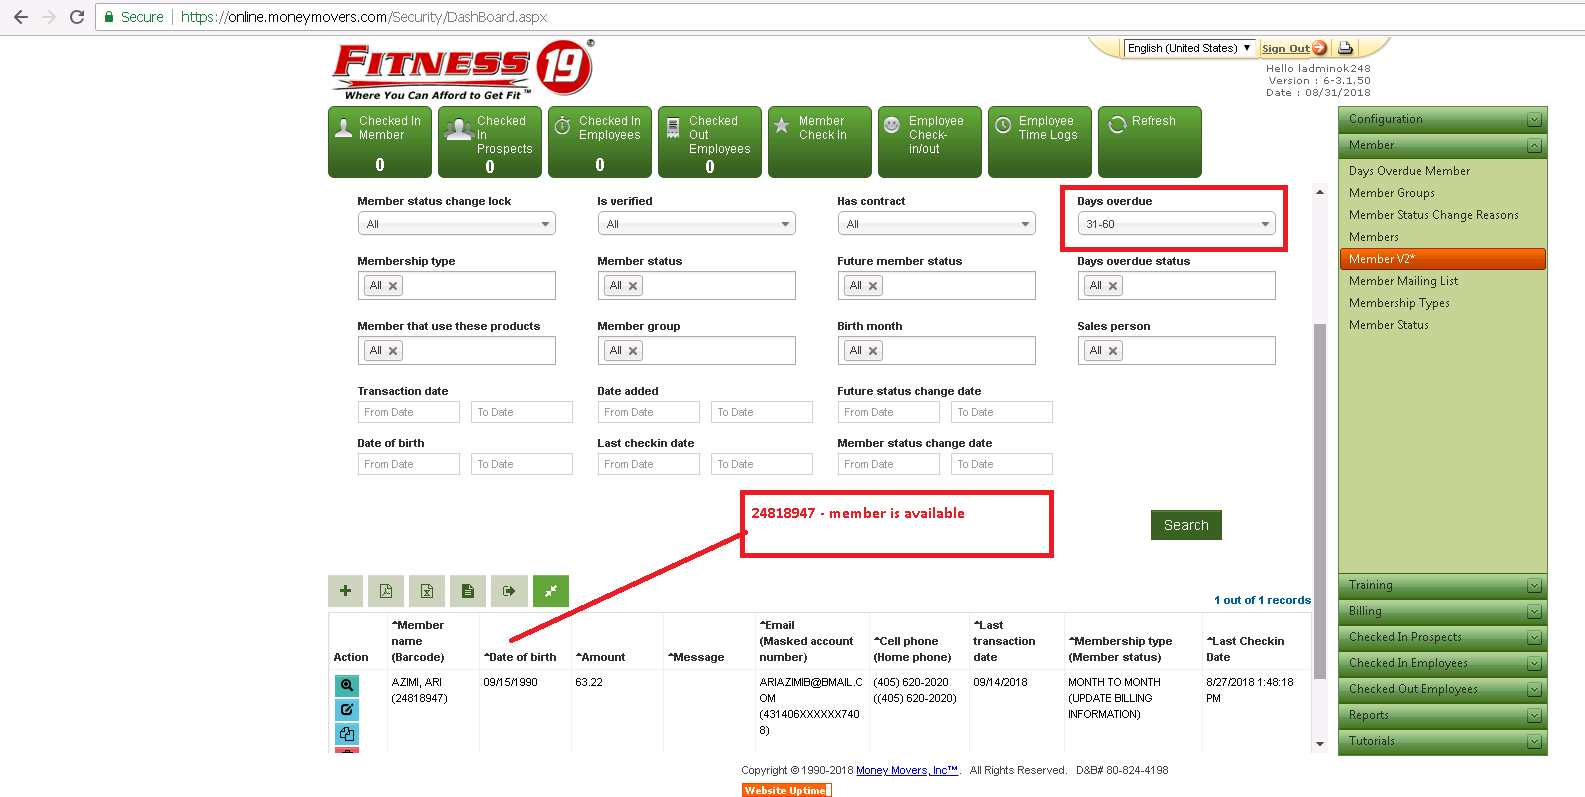 Secure | https://online.moneymovers.com/Security/DashBoard.aspx
FITNESS 19 ®
Where You Can Afford to Get Fit™
English (United States) Sign Out
Hello ladminok248
Version : 6-3.1.50
Date : 08/31/2018
Checked In Member 0
Checked In Prospects 0
Checked In Employees 0
Checked Out Employees 0
Member Check In
Employee Check-in/out
Employee Time Logs
Refresh
Member status change lock Is verified Has contract Days overdue
All All All 31-60
Membership type Member status Future member status Days overdue status
All All All All
Member that use these products Member group Birth month Sales person
All All All All
Transaction date Date added Future status change date
From Date To Date From Date To Date From Date To Date
Date of birth Last checkin date Member status change date
From Date To Date From Date To Date From Date To Date
24818947 - member is available
Search
1 out of 1 records
Action
Member name (Barcode)
Date of birth
Amount
Message
Email (Masked account number)
Cell phone (Home phone)
Last transaction date
Membership type (Member status)
Last Checkin Date
AZIMI, ARI (24818947)
09/15/1990
63.22
ARIAZIMIB@BMAIL.COM (431406XXXXXX7408)
(405) 620-2020 ((405) 620-2020)
09/14/2018
MONTH TO MONTH (UPDATE BILLING INFORMATION)
8/27/2018 1:48:18 PM
Configuration
Member
Days Overdue Member
Member Groups
Member Status Change Reasons
Members
Member V2*
Member Mailing List
Membership Types
Member Status
Training
Billing
Checked In Prospects
Checked In Employees
Checked Out Employees
Reports
Tutorials
Copyright © 1990-2018 Money Movers, Inc™. All Rights Reserved. D&B# 80-824-4198
Website Uptime